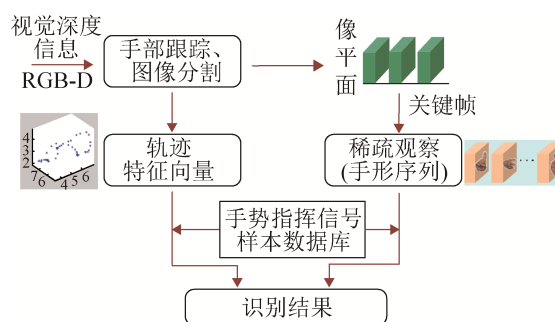 视觉深度
信息
RGB-D
手部跟踪、
图像分割
像
平
面
关键帧
4
3
2
7
6
4
5
6
轨迹
特征向量
稀疏观察
(手形序列)
…
手势指挥信号
样本数据库
识别结果